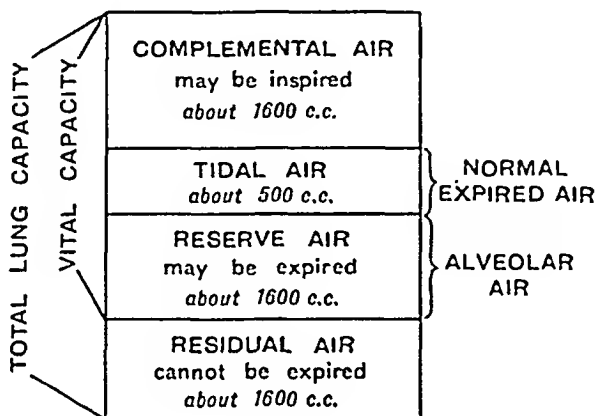 TOTAL LUNG CAPACITY
VITAL CAPACITY
COMPLEMENTAL AIR
may be inspired
about 1600 c.c.
TIDAL AIR
about 500 c.c.
NORMAL
EXPIRED AIR
RESERVE AIR
may be expired
about 1600 c.c.
ALVEOLAR
AIR
RESIDUAL AIR
cannot be expired
about 1600 c.c.